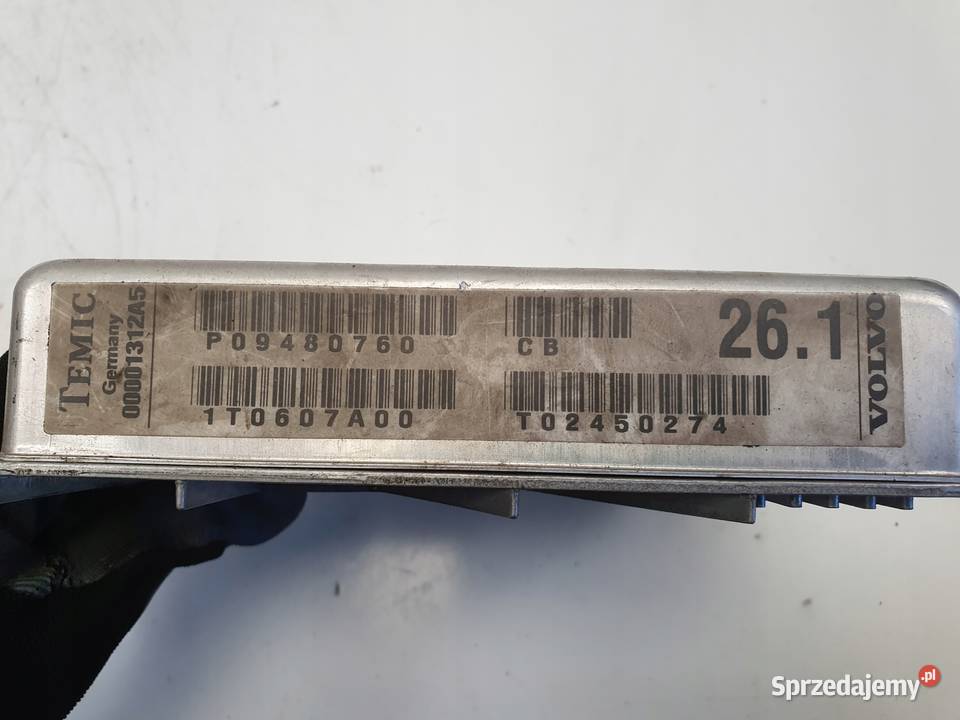 TEMIC
Germany
00001312A5
P09480760
CB
26.1
VOLVO
1T0607A00
T02450274
Sprzedajemy.pl